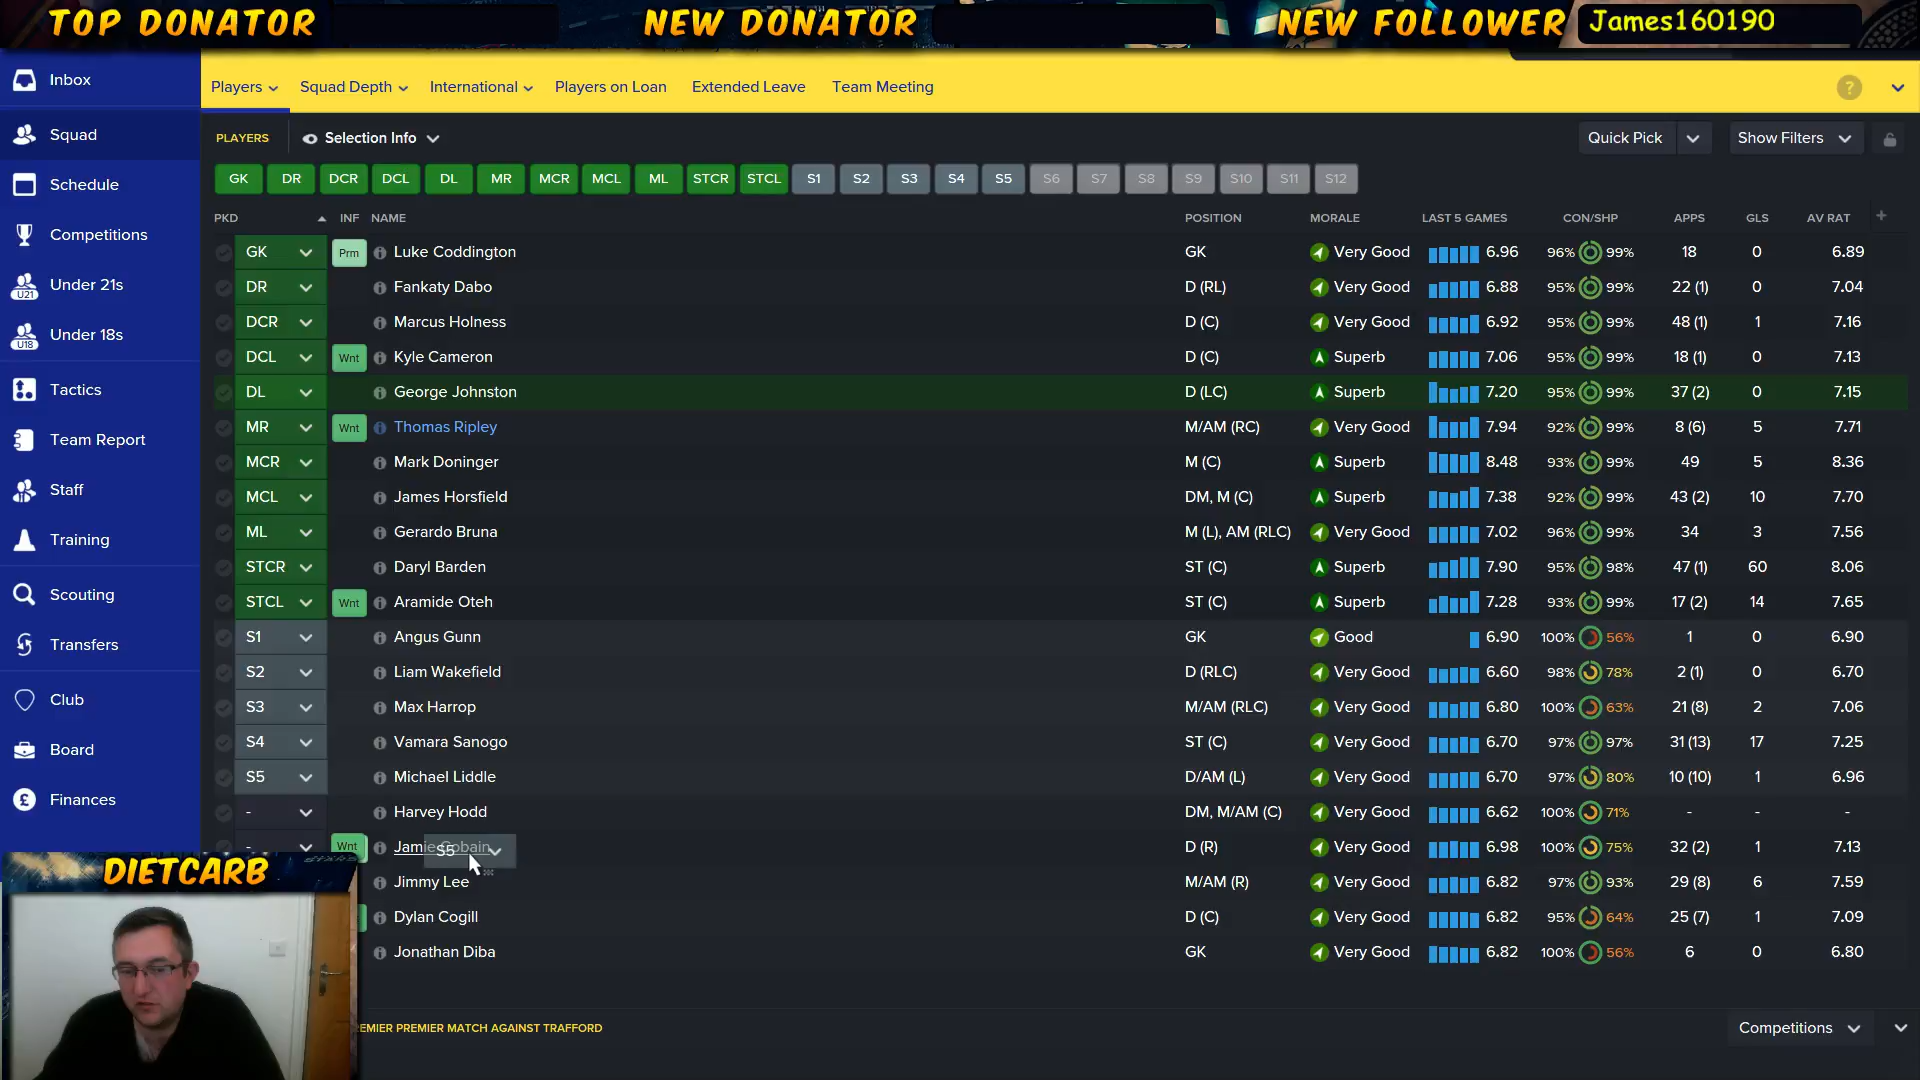 TOP DONATOR NEW DONATOR NEW FOLLOWER James160190
Inbox
Squad
Schedule
Competitions
U21 Under 21s
U18 Under 18s
Tactics
Team Report
Staff
Training
Scouting
Transfers
Club
Board
£ Finances
Players Squad Depth International Players on Loan Extended Leave Team Meeting ?
PLAYERS Selection Info Quick Pick Show Filters
GK DR DCR DCL DL MR MCR MCL ML STCR STCL S1 S2 S3 S4 S5 S6 S7 S8 S9 S10 S11 S12
PKD INF NAME POSITION MORALE LAST 5 GAMES CON/SHP APPS GLS AV RAT +
GK Prm Luke Coddington GK Very Good 6.96 96% 99% 18 0 6.89
DR Fankaty Dabo D (RL) Very Good 6.88 95% 99% 22 (1) 0 7.04
DCR Marcus Holness D (C) Very Good 6.92 95% 99% 48 (1) 1 7.16
DCL Wnt Kyle Cameron D (C) Superb 7.06 95% 99% 18 (1) 0 7.13
DL George Johnston D (LC) Superb 7.20 95% 99% 37 (2) 0 7.15
MR Wnt Thomas Ripley M/AM (RC) Very Good 7.94 92% 99% 8 (6) 5 7.71
MCR Mark Doninger M (C) Superb 8.48 93% 99% 49 5 8.36
MCL James Horsfield DM, M (C) Superb 7.38 92% 99% 43 (2) 10 7.70
ML Gerardo Bruna M (L), AM (RLC) Very Good 7.02 96% 99% 34 3 7.56
STCR Daryl Barden ST (C) Superb 7.90 95% 98% 47 (1) 60 8.06
STCL Wnt Aramide Oteh ST (C) Superb 7.28 93% 99% 17 (2) 14 7.65
S1 Angus Gunn GK Good 6.90 100% 56% 1 0 6.90
S2 Liam Wakefield D (RLC) Very Good 6.60 98% 78% 2 (1) 0 6.70
S3 Max Harrop M/AM (RLC) Very Good 6.80 100% 63% 21 (8) 2 7.06
S4 Vamara Sanogo ST (C) Very Good 6.70 97% 97% 31 (13) 17 7.25
S5 Michael Liddle D/AM (L) Very Good 6.70 97% 80% 10 (10) 1 6.96
- Harvey Hodd DM, M/AM (C) Very Good 6.62 100% 71% - - -
- Wnt Jamie Cobain S5 D (R) Very Good 6.98 100% 75% 32 (2) 1 7.13
Jimmy Lee M/AM (R) Very Good 6.82 97% 93% 29 (8) 6 7.59
Dylan Cogill D (C) Very Good 6.82 95% 64% 25 (7) 1 7.09
Jonathan Diba GK Very Good 6.82 100% 56% 6 0 6.80
DIETCARB
EMIER PREMIER MATCH AGAINST TRAFFORD Competitions